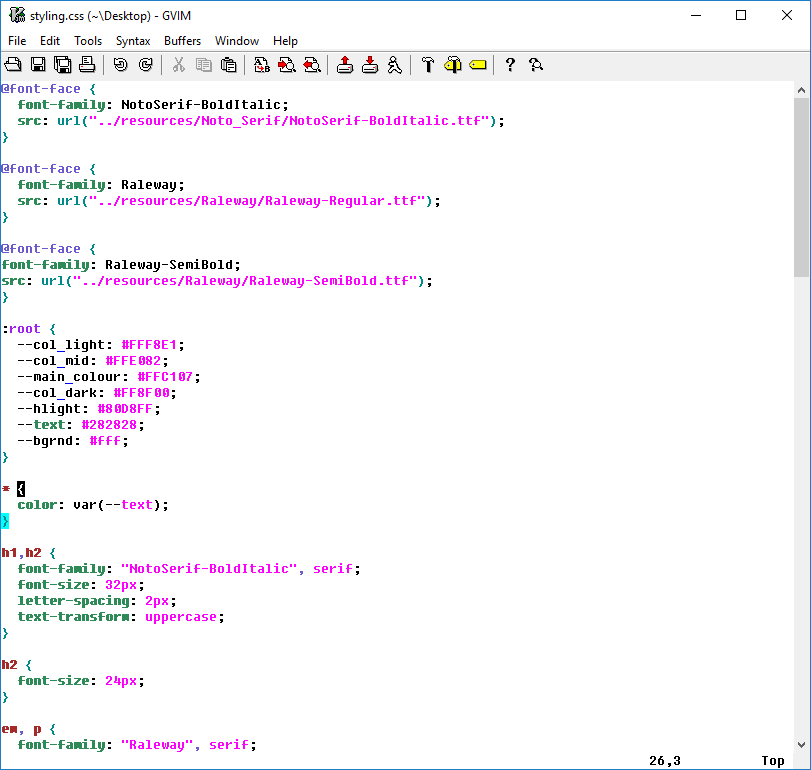 styling.css (~\Desktop) - GVIM
File Edit Tools Syntax Buffers Window Help
@font-face {
  font-family: NotoSerif-BoldItalic;
  src: url("../resources/Noto_Serif/NotoSerif-BoldItalic.ttf");
}

@font-face {
  font-family: Raleway;
  src: url("../resources/Raleway/Raleway-Regular.ttf");
}

@font-face {
font-family: Raleway-SemiBold;
src: url("../resources/Raleway/Raleway-SemiBold.ttf");
}

:root {
  --col_light: #FFF8E1;
  --col_mid: #FFE082;
  --main_colour: #FFC107;
  --col_dark: #FF8F00;
  --hlight: #80D8FF;
  --text: #282828;
  --bgrnd: #fff;
}

* {
  color: var(--text);
}

h1,h2 {
  font-family: "NotoSerif-BoldItalic", serif;
  font-size: 32px;
  letter-spacing: 2px;
  text-transform: uppercase;
}

h2 {
  font-size: 24px;
}

em, p {
  font-family: "Raleway", serif;
26,3 Top